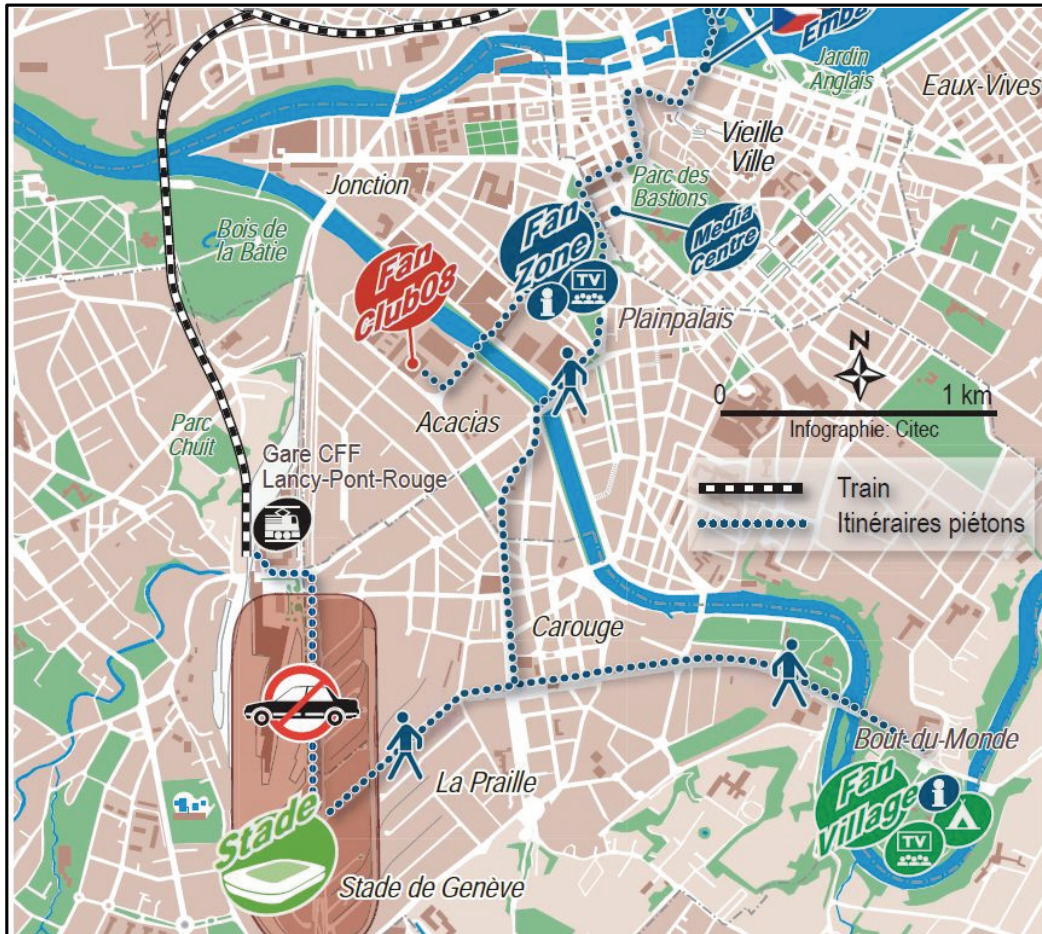 Emba
Jardin
Anglais
Eaux-Vives
Vieille
Ville
Jonction
Parc des
Bastions
Bois de
la Bâtie
Fan
Zone
Media
Centre
Fan
Club08
TV
i
Plainpalais
N
0 1 km
Infographie: Citec
Acacias
Parc
Chuit
Gare CFF
Lancy-Pont-Rouge
Train
Itinéraires piétons
Carouge
Bout-du-Monde
La Praille
Fan
Village
i
TV
Stade
Stade de Genève